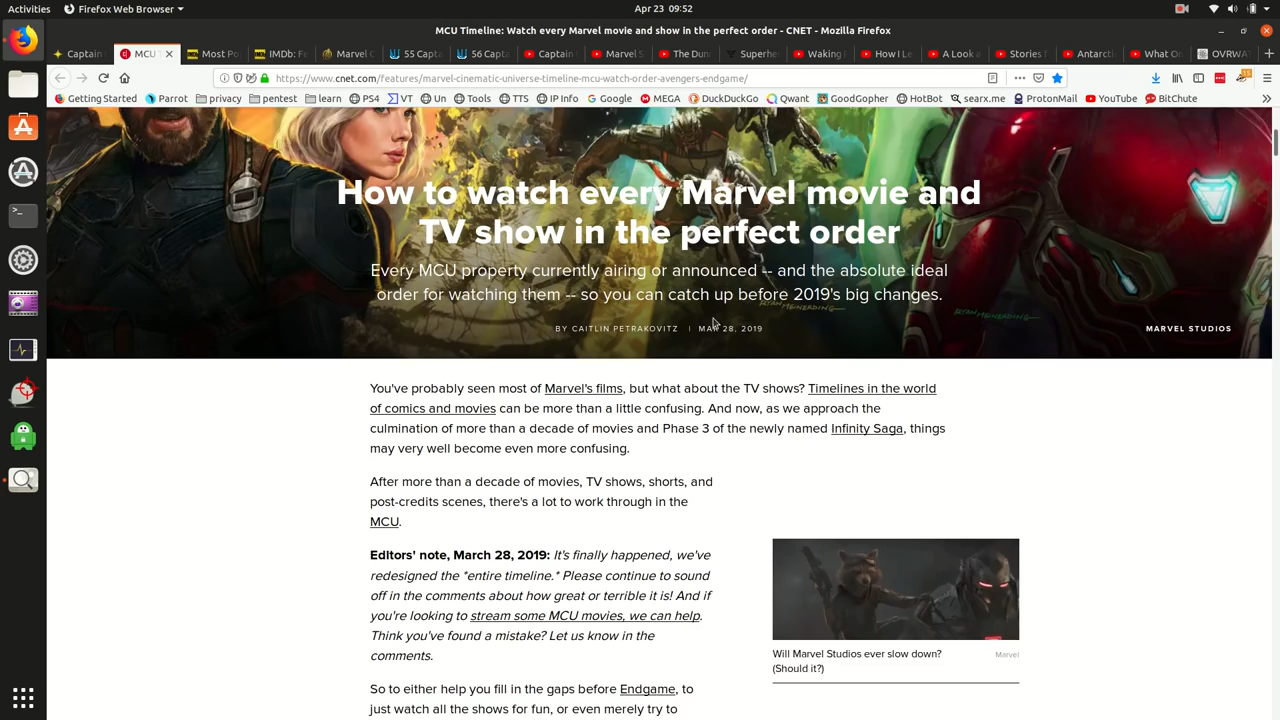 Activities
Firefox Web Browser
Apr 23 09:52
MCU Timeline: Watch every Marvel movie and show in the perfect order - CNET - Mozilla Firefox
Captain
MCU T
Most Po
IMDb: Fe
Marvel C
55 Capta
56 Capta
Captain
Marvel S
The Dun
Superhe
Waking
How I Le
A Look a
Stories
Antarcti
What On
OVRWA
https://www.cnet.com/features/marvel-cinematic-universe-timeline-mcu-watch-order-avengers-endgame/
Getting Started
Parrot
privacy
pentest
learn
PS4
VT
Un
Tools
TTS
IP Info
Google
MEGA
DuckDuckGo
Qwant
GoodGopher
HotBot
searx.me
ProtonMail
YouTube
BitChute
How to watch every Marvel movie and
TV show in the perfect order
Every MCU property currently airing or announced -- and the absolute ideal
order for watching them -- so you can catch up before 2019's big changes.
RYAN MEINERDING
RYAN MEINERDING
BY CAITLIN PETRAKOVITZ | MAR 28, 2019
MARVEL STUDIOS
You've probably seen most of Marvel's films, but what about the TV shows? Timelines in the world
of comics and movies can be more than a little confusing. And now, as we approach the
culmination of more than a decade of movies and Phase 3 of the newly named Infinity Saga, things
may very well become even more confusing.
After more than a decade of movies, TV shows, shorts, and
post-credits scenes, there's a lot to work through in the
MCU.
Editors' note, March 28, 2019: It's finally happened, we've
redesigned the *entire timeline.* Please continue to sound
off in the comments about how great or terrible it is! And if
you're looking to stream some MCU movies, we can help.
Think you've found a mistake? Let us know in the
comments.
Will Marvel Studios ever slow down?
(Should it?)
Marvel
So to either help you fill in the gaps before Endgame, to
just watch all the shows for fun, or even merely try to